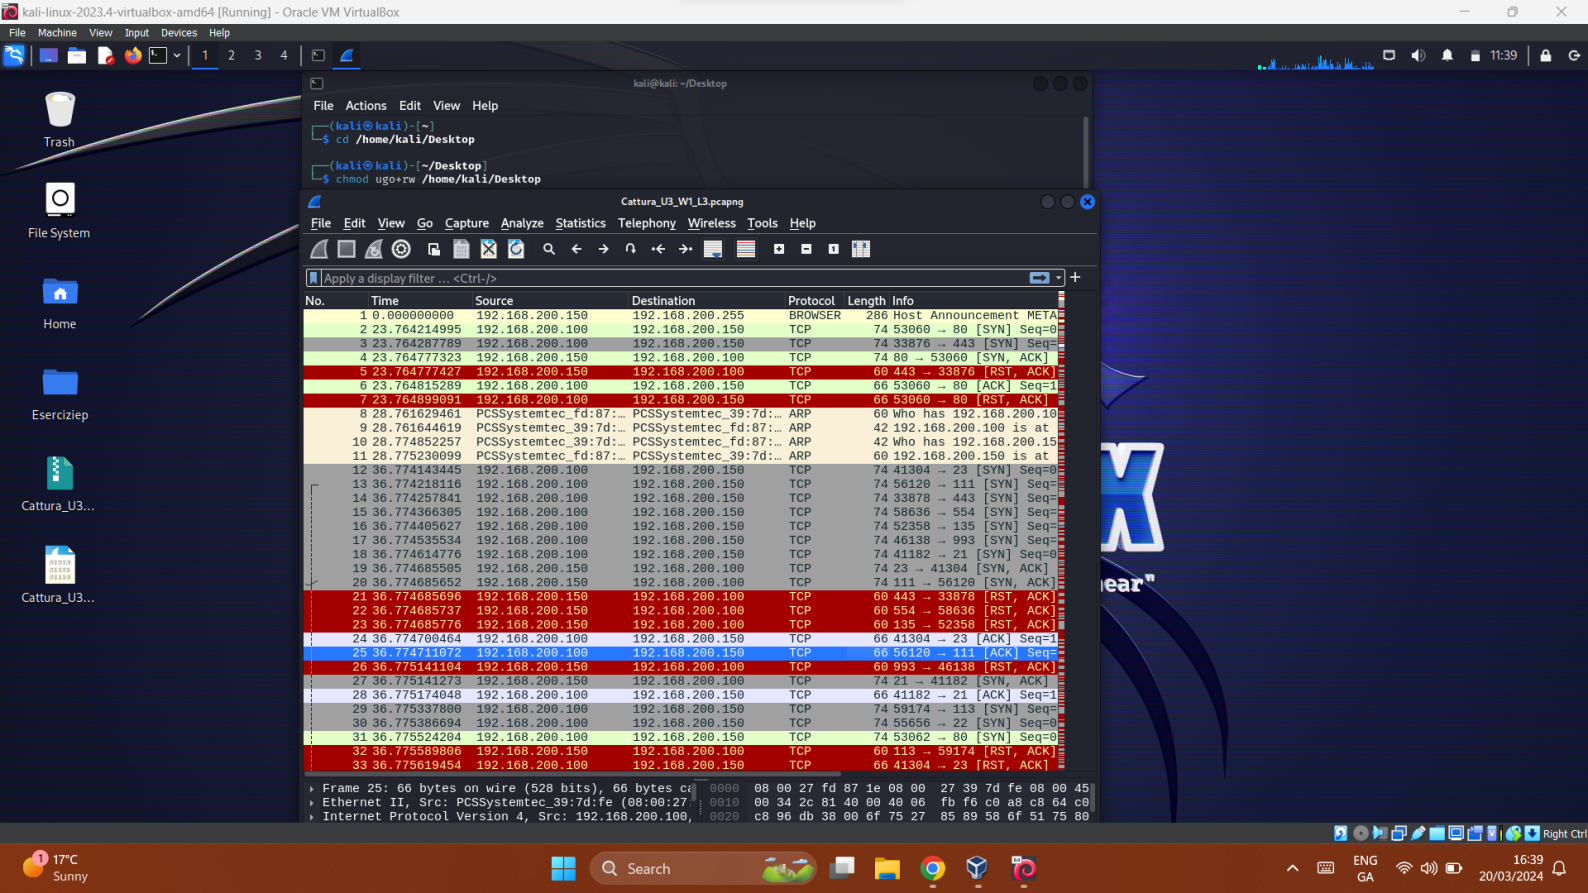 kali-linux-2023.4-virtualbox-amd64 [Running] - Oracle VM VirtualBox
File Machine View Input Devices Help
1 2 3 4 11:39
kali@kali: ~/Desktop
File Actions Edit View Help
(kali㉿kali)-[~]
$ cd /home/kali/Desktop
(kali㉿kali)-[~/Desktop]
$ chmod ugo+rw /home/kali/Desktop
Trash
File System
Home
Eserciziep
Cattura_U3...
Cattura_U3...
Cattura_U3_W1_L3.pcapng
File Edit View Go Capture Analyze Statistics Telephony Wireless Tools Help
Apply a display filter ... <Ctrl-/>
No. Time Source Destination Protocol Length Info
1 0.000000000 192.168.200.150 192.168.200.255 BROWSER 286 Host Announcement META
2 23.764214995 192.168.200.100 192.168.200.150 TCP 74 53060 → 80 [SYN] Seq=0
3 23.764287789 192.168.200.100 192.168.200.150 TCP 74 33876 → 443 [SYN] Seq=
4 23.764777323 192.168.200.150 192.168.200.100 TCP 74 80 → 53060 [SYN, ACK]
5 23.764777427 192.168.200.150 192.168.200.100 TCP 60 443 → 33876 [RST, ACK]
6 23.764815289 192.168.200.100 192.168.200.150 TCP 66 53060 → 80 [ACK] Seq=1
7 23.764899091 192.168.200.100 192.168.200.150 TCP 66 53060 → 80 [RST, ACK]
8 28.761629461 PCSSystemtec_fd:87:… PCSSystemtec_39:7d:… ARP 60 Who has 192.168.200.10
9 28.761644619 PCSSystemtec_39:7d:… PCSSystemtec_fd:87:… ARP 42 192.168.200.100 is at
10 28.774852257 PCSSystemtec_39:7d:… PCSSystemtec_fd:87:… ARP 42 Who has 192.168.200.15
11 28.775230099 PCSSystemtec_fd:87:… PCSSystemtec_39:7d:… ARP 60 192.168.200.150 is at
12 36.774143445 192.168.200.100 192.168.200.150 TCP 74 41304 → 23 [SYN] Seq=0
13 36.774218116 192.168.200.100 192.168.200.150 TCP 74 56120 → 111 [SYN] Seq=
14 36.774257841 192.168.200.100 192.168.200.150 TCP 74 33878 → 443 [SYN] Seq=
15 36.774366305 192.168.200.100 192.168.200.150 TCP 74 58636 → 554 [SYN] Seq=
16 36.774405627 192.168.200.100 192.168.200.150 TCP 74 52358 → 135 [SYN] Seq=
17 36.774535534 192.168.200.100 192.168.200.150 TCP 74 46138 → 993 [SYN] Seq=
18 36.774614776 192.168.200.100 192.168.200.150 TCP 74 41182 → 21 [SYN] Seq=0
19 36.774685505 192.168.200.150 192.168.200.100 TCP 74 23 → 41304 [SYN, ACK]
20 36.774685652 192.168.200.150 192.168.200.100 TCP 74 111 → 56120 [SYN, ACK]
21 36.774685696 192.168.200.150 192.168.200.100 TCP 60 443 → 33878 [RST, ACK]
22 36.774685737 192.168.200.150 192.168.200.100 TCP 60 554 → 58636 [RST, ACK]
23 36.774685776 192.168.200.150 192.168.200.100 TCP 60 135 → 52358 [RST, ACK]
24 36.774700464 192.168.200.100 192.168.200.150 TCP 66 41304 → 23 [ACK] Seq=1
25 36.774711072 192.168.200.100 192.168.200.150 TCP 66 56120 → 111 [ACK] Seq=
26 36.775141104 192.168.200.150 192.168.200.100 TCP 60 993 → 46138 [RST, ACK]
27 36.775141273 192.168.200.150 192.168.200.100 TCP 74 21 → 41182 [SYN, ACK]
28 36.775174048 192.168.200.100 192.168.200.150 TCP 66 41182 → 21 [ACK] Seq=1
29 36.775337800 192.168.200.100 192.168.200.150 TCP 74 59174 → 113 [SYN] Seq=
30 36.775386694 192.168.200.100 192.168.200.150 TCP 74 55656 → 22 [SYN] Seq=0
31 36.775524204 192.168.200.100 192.168.200.150 TCP 74 53062 → 80 [SYN] Seq=0
32 36.775589806 192.168.200.150 192.168.200.100 TCP 60 113 → 59174 [RST, ACK]
33 36.775619454 192.168.200.100 192.168.200.150 TCP 66 41304 → 23 [RST, ACK]
Frame 25: 66 bytes on wire (528 bits), 66 bytes ca
Ethernet II, Src: PCSSystemtec_39:7d:fe (08:00:27:
Internet Protocol Version 4, Src: 192.168.200.100,
0000 08 00 27 fd 87 1e 08 00 27 39 7d fe 08 00 45
0010 00 34 2c 81 40 00 40 06 fb f6 c0 a8 c8 64 c0
0020 c8 96 db 38 00 6f 75 27 85 89 58 6f 51 75 80
X
hear"
Right Ctrl
1
17°C
Sunny
Search
ENG
GA
16:39
20/03/2024